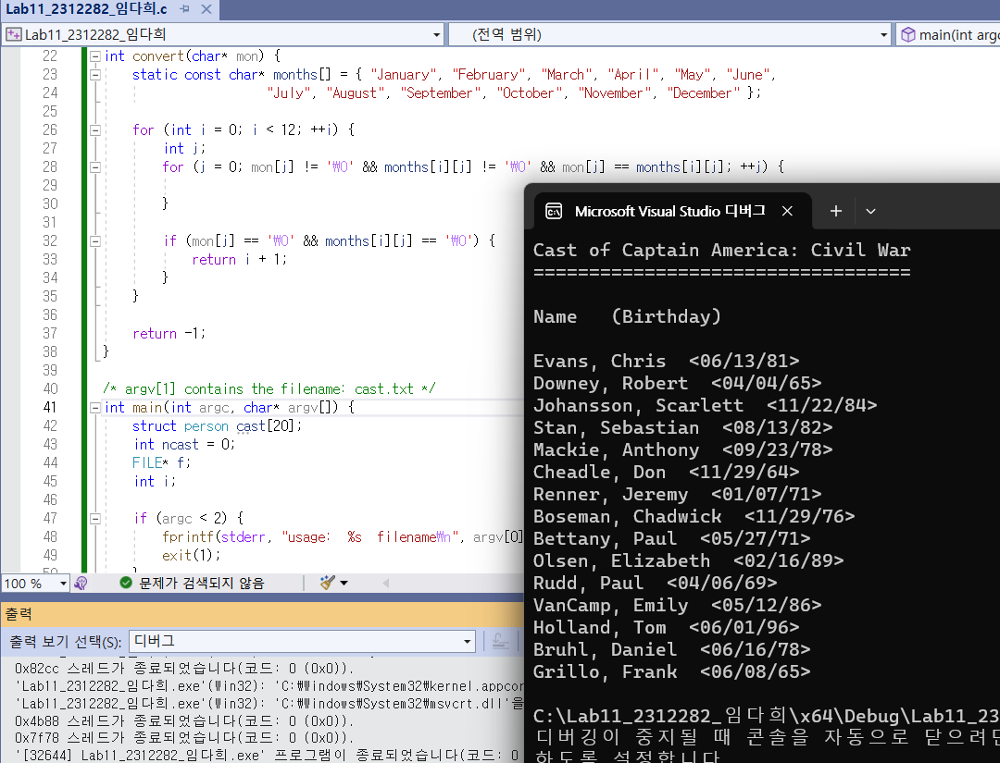 Lab11_2312282_임다희.c
Lab11_2312282_임다희
(전역 범위)
main(int argc
22 int convert(char* mon) {
23 static const char* months[] = { "January", "February", "March", "April", "May", "June",
24 "July", "August", "September", "October", "November", "December" };
25
26 for (int i = 0; i < 12; ++i) {
27 int j;
28 for (j = 0; mon[j] != '₩0' && months[i][j] != '₩0' && mon[j] == months[i][j]; ++j) {
29
30 }
31
32 if (mon[j] == '₩0' && months[i][j] == '₩0') {
33 return i + 1;
34 }
35 }
36
37 return -1;
38 }
39
40 /* argv[1] contains the filename: cast.txt */
41 int main(int argc, char* argv[]) {
42 struct person cast[20];
43 int ncast = 0;
44 FILE* f;
45 int i;
46
47 if (argc < 2) {
48 fprintf(stderr, "usage: %s filename₩n", argv[0]
49 exit(1);
100 %
문제가 검색되지 않음
출력
출력 보기 선택(S): 디버그
0x82cc 스레드가 종료되었습니다(코드: 0 (0x0)).
'Lab11_2312282_임다희.exe'(Win32): 'C:₩Windows₩System32₩kernel.appcor
'Lab11_2312282_임다희.exe'(Win32): 'C:₩Windows₩System32₩msvcrt.dll'을
0x4b88 스레드가 종료되었습니다(코드: 0 (0x0)).
0x7f78 스레드가 종료되었습니다(코드: 0 (0x0)).
'[32644] Lab11_2312282_임다희.exe' 프로그램이 종료되었습니다(코드: 0
Microsoft Visual Studio 디버그
Cast of Captain America: Civil War
==================================
Name (Birthday)
Evans, Chris <06/13/81>
Downey, Robert <04/04/65>
Johansson, Scarlett <11/22/84>
Stan, Sebastian <08/13/82>
Mackie, Anthony <09/23/78>
Cheadle, Don <11/29/64>
Renner, Jeremy <01/07/71>
Boseman, Chadwick <11/29/76>
Bettany, Paul <05/27/71>
Olsen, Elizabeth <02/16/89>
Rudd, Paul <04/06/69>
VanCamp, Emily <05/12/86>
Holland, Tom <06/01/96>
Bruhl, Daniel <06/16/78>
Grillo, Frank <06/08/65>
C:\Lab11_2312282_임다희\x64\Debug\Lab11_23
디버깅이 중지될 때 콘솔을 자동으로 닫으려면
하도록 설정합니다